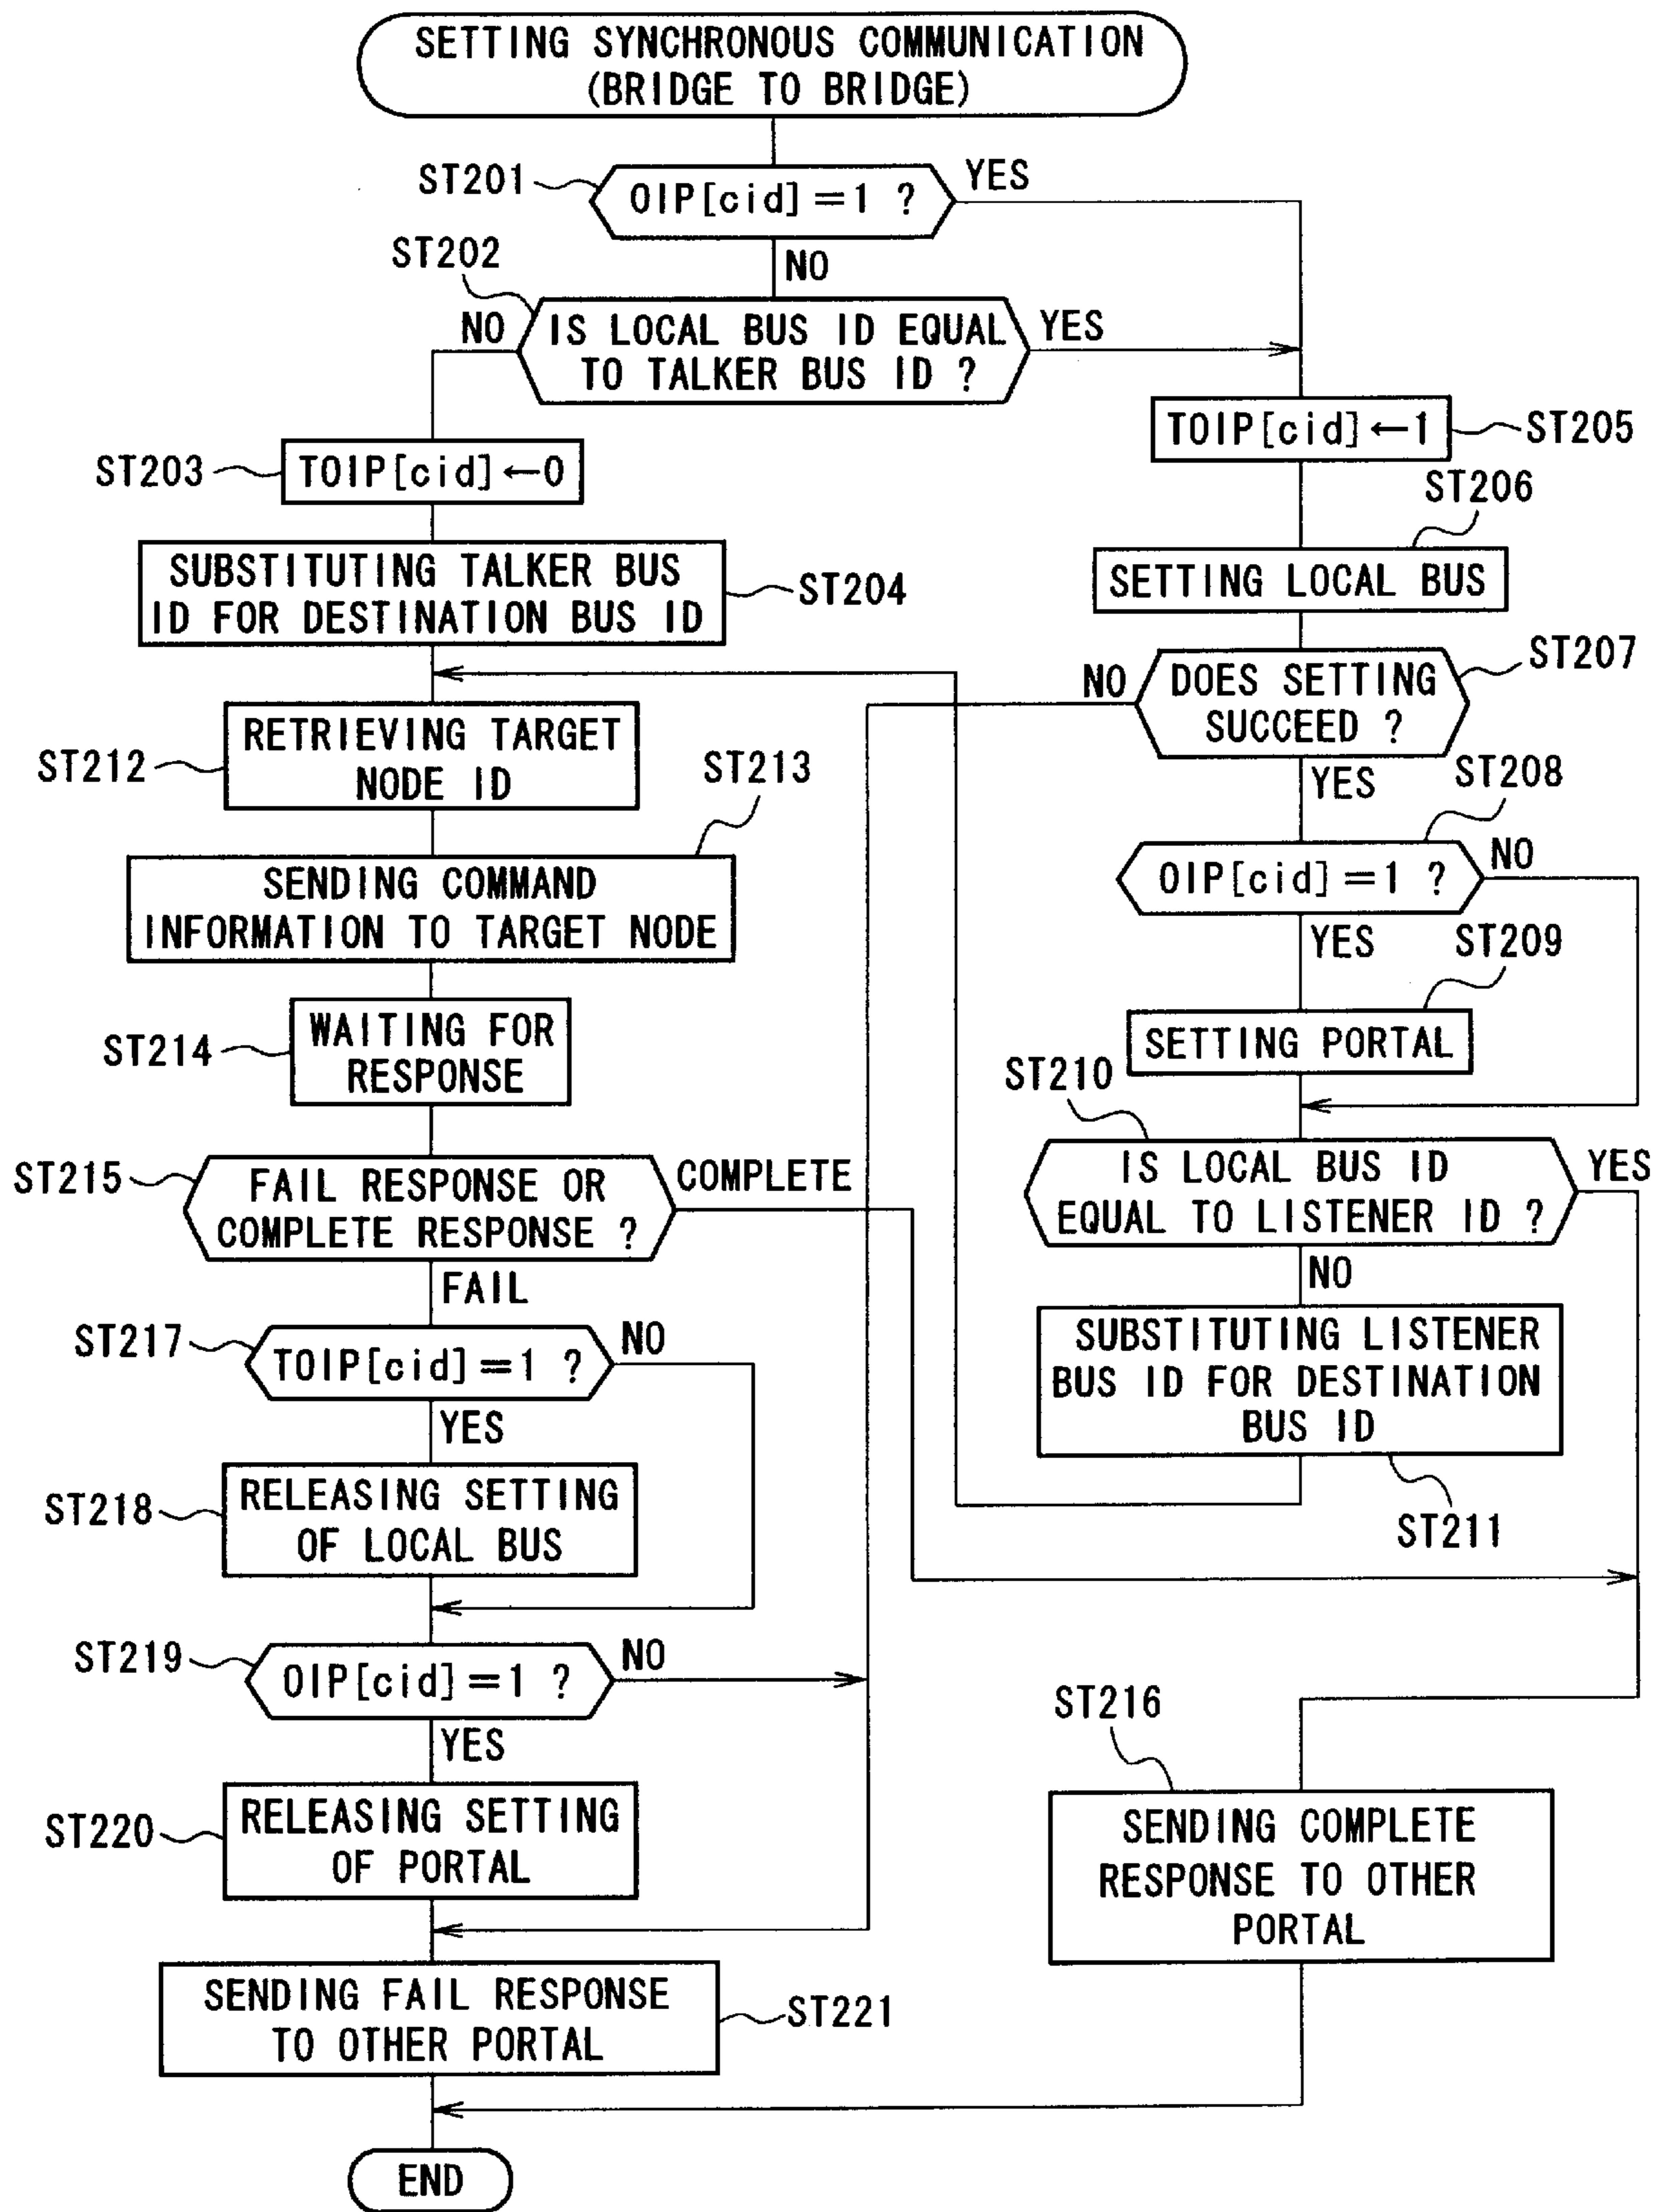 SETTING SYNCHRONOUS COMMUNICATION
(BRIDGE TO BRIDGE)
ST201
OIP[cid]=1 ?
YES
NO
ST202
NO
IS LOCAL BUS ID EQUAL
TO TALKER BUS ID ?
YES
ST203
TOIP[cid]←0
TOIP[cid]←1
ST205
SUBSTITUTING TALKER BUS
ID FOR DESTINATION BUS ID
ST204
ST206
SETTING LOCAL BUS
NO
DOES SETTING
SUCCEED ?
ST207
YES
ST212
RETRIEVING TARGET
NODE ID
ST213
SENDING COMMAND
INFORMATION TO TARGET NODE
ST208
OIP[cid]=1 ?
NO
YES
ST209
SETTING PORTAL
ST214
WAITING FOR
RESPONSE
ST210
IS LOCAL BUS ID
EQUAL TO LISTENER ID ?
YES
NO
ST215
FAIL RESPONSE OR
COMPLETE RESPONSE ?
COMPLETE
FAIL
SUBSTITUTING LISTENER
BUS ID FOR DESTINATION
BUS ID
ST211
ST217
TOIP[cid]=1 ?
NO
YES
ST218
RELEASING SETTING
OF LOCAL BUS
ST219
OIP[cid]=1 ?
NO
YES
ST216
SENDING COMPLETE
RESPONSE TO OTHER
PORTAL
ST220
RELEASING SETTING
OF PORTAL
SENDING FAIL RESPONSE
TO OTHER PORTAL
ST221
END